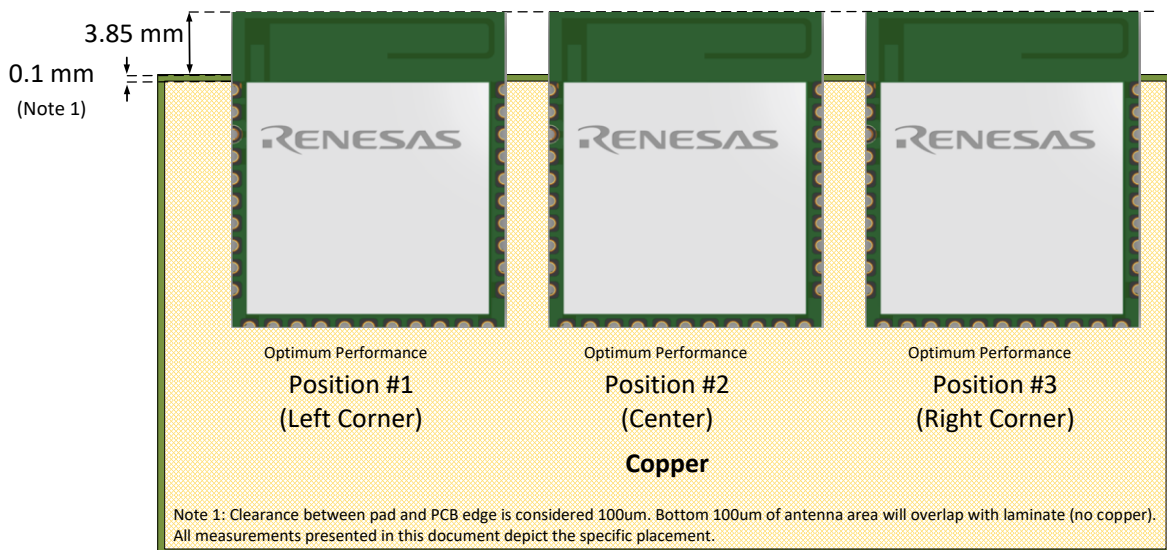 3.85 mm
0.1 mm
(Note 1)
RENESAS RENESAS RENESAS
Optimum Performance Optimum Performance Optimum Performance
Position #1 Position #2 Position #3
(Left Corner) (Center) (Right Corner)
Copper
Note 1: Clearance between pad and PCB edge is considered 100um. Bottom 100um of antenna area will overlap with laminate (no copper).
All measurements presented in this document depict the specific placement.